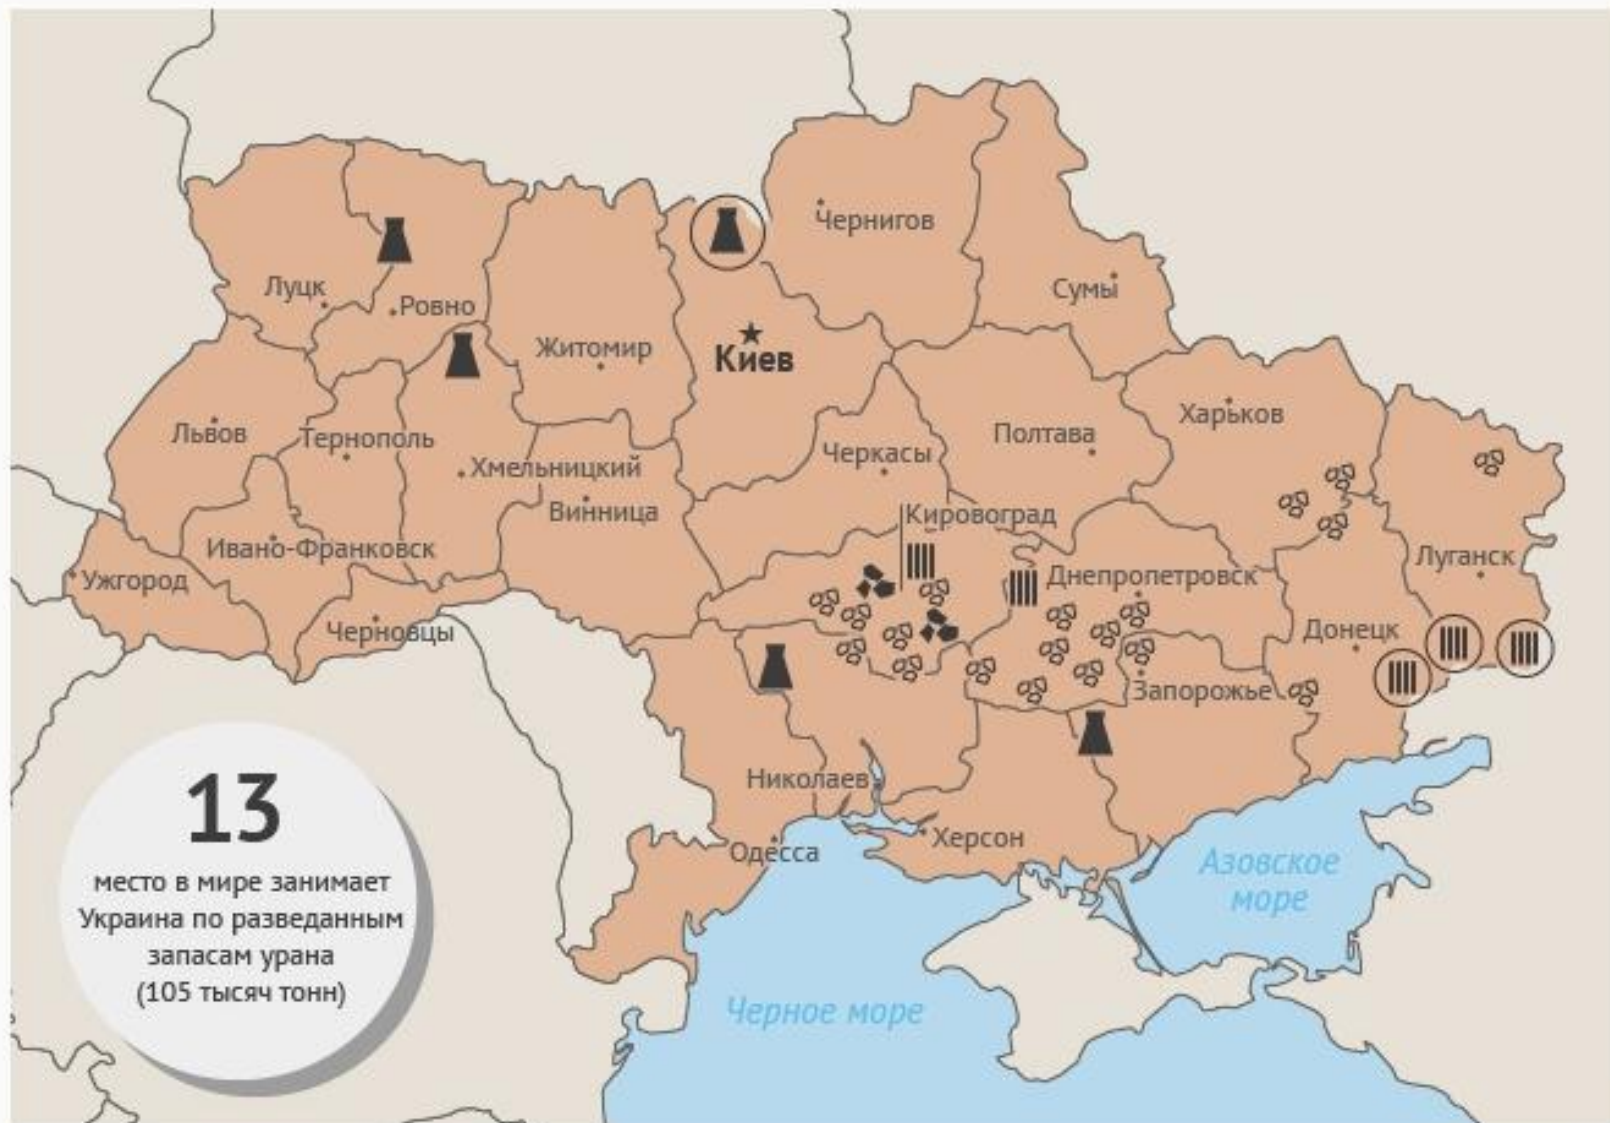 Чернигов
Луцк
Ровно
Сумы
Житомир
Киев
Львов
Тернополь
Хмельницкий
Винница
Черкасы
Полтава
Харьков
Кировоград
Ивано-Франковск
Ужгород
Черновцы
Днепропетровск
Луганск
Донецк
Запорожье
Николаев
Херсон
Одесса
Азовское
море
Черное море
13
место в мире занимает
Украина по разведанным
запасам урана
(105 тысяч тонн)